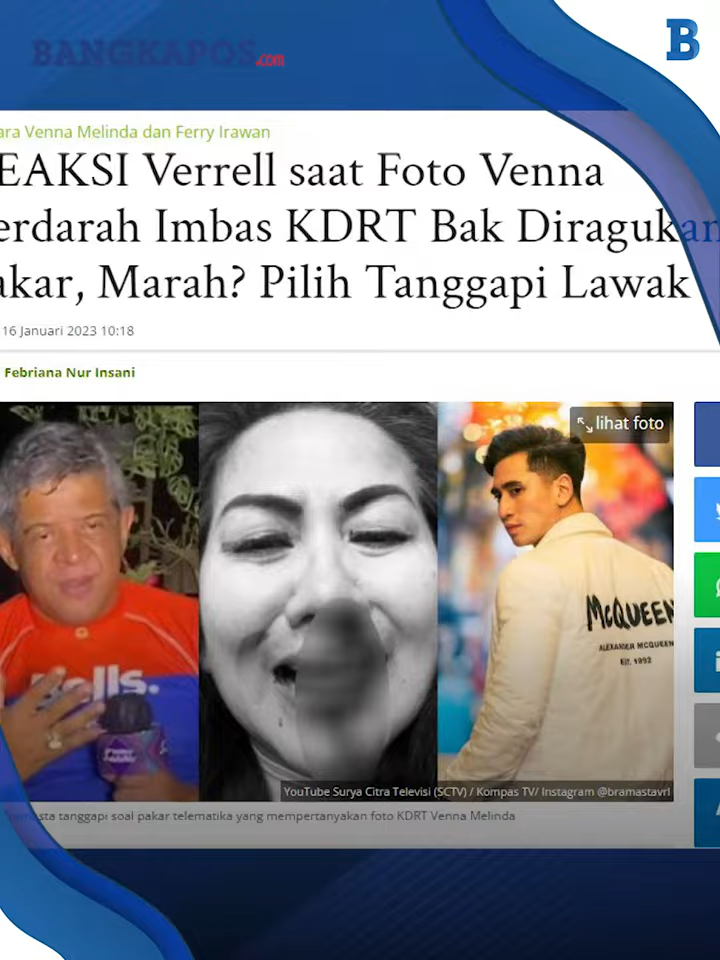 BANGKAPOS.com
B
ara Venna Melinda dan Ferry Irawan
EAKSI Verrell saat Foto Venna
erdarah Imbas KDRT Bak Diragukan
akar, Marah? Pilih Tanggapi Lawak
16 Januari 2023 10:18
Febriana Nur Insani
lihat foto
McQUEEN
ALEXANDER MCQUEEN
Est. 1992
YouTube Surya Citra Televisi (SCTV) / Kompas TV/ Instagram @bramastavrl
tanggapi soal pakar telematika yang mempertanyakan foto KDRT Venna Melinda